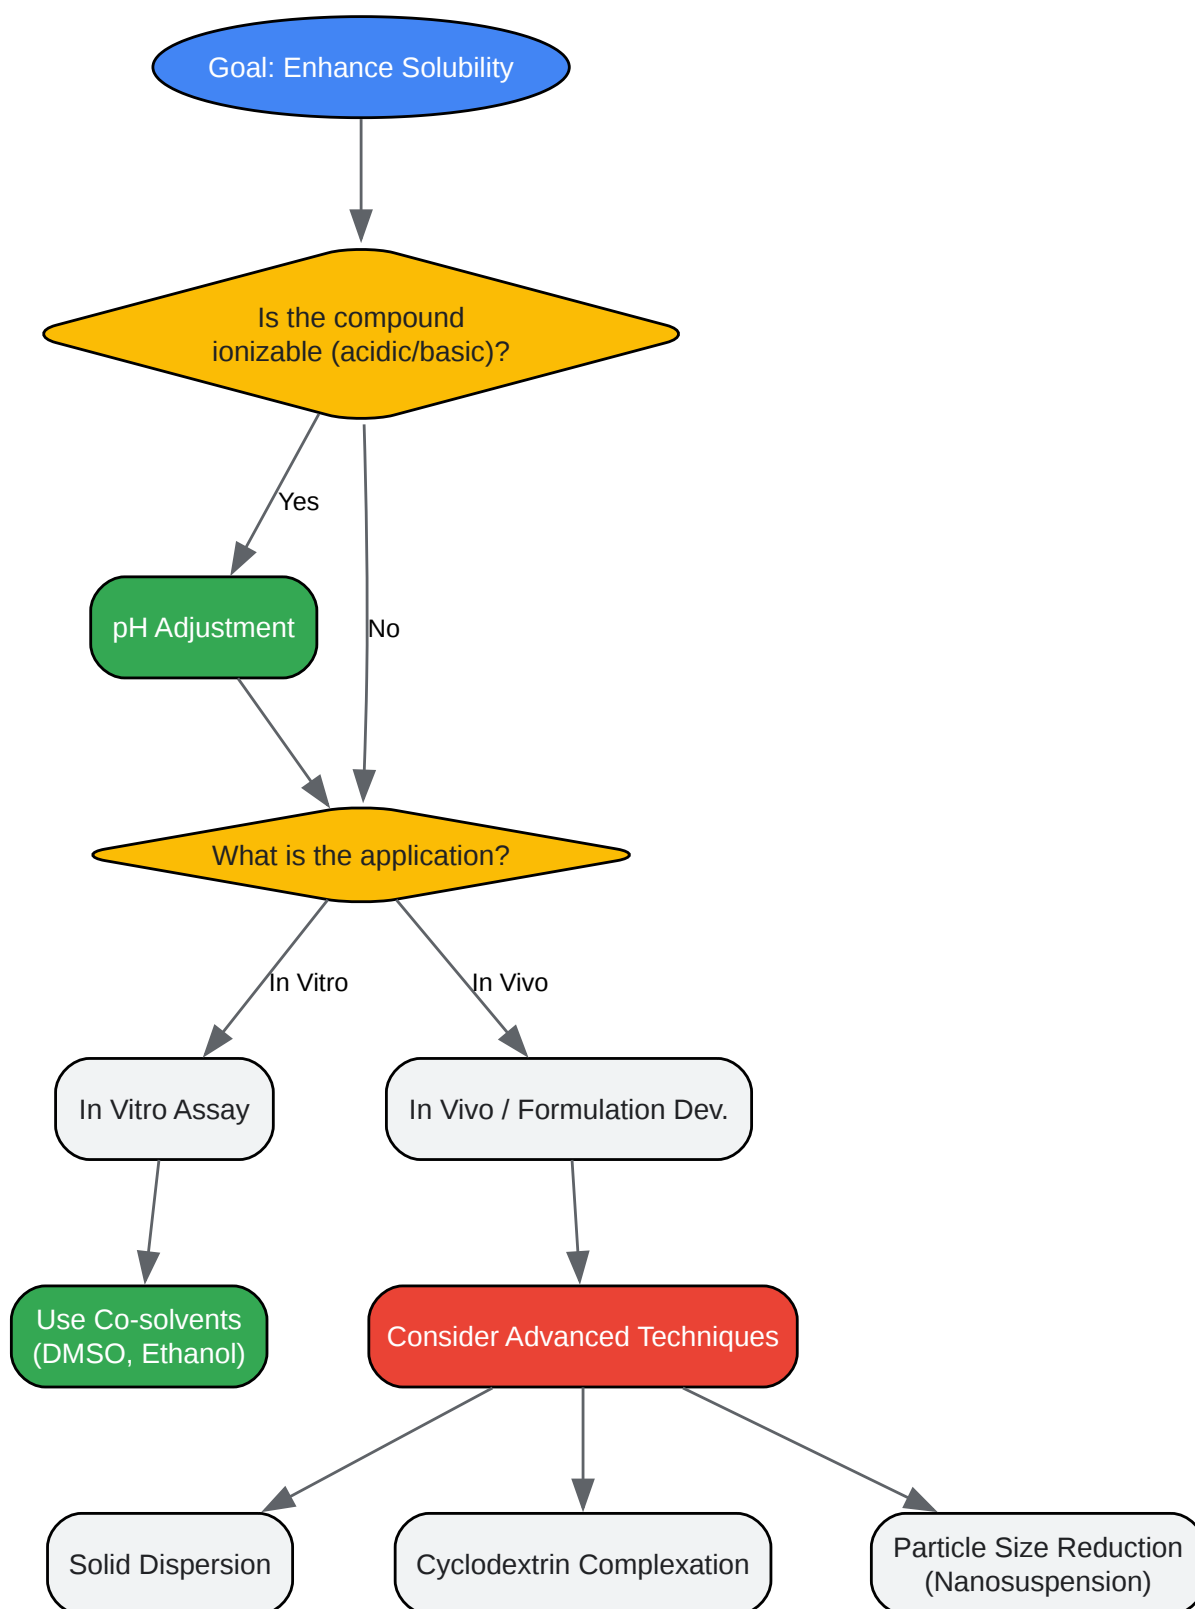 Goal: Enhance Solubility
Is the compound
ionizable (acidic/basic)?
Yes
pH Adjustment
No
What is the application?
In Vitro
In Vivo
In Vitro Assay
In Vivo / Formulation Dev.
Use Co-solvents
(DMSO, Ethanol)
Consider Advanced Techniques
Solid Dispersion
Cyclodextrin Complexation
Particle Size Reduction
(Nanosuspension)